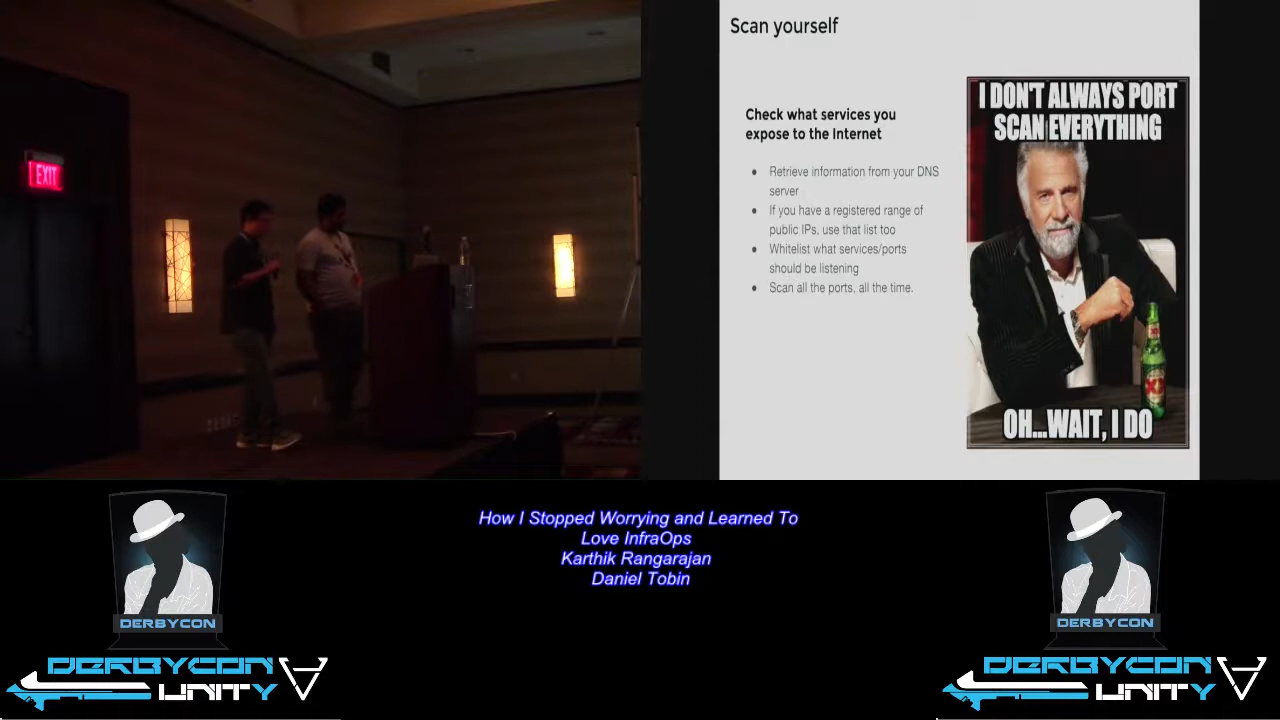 EXIT
Scan yourself
Check what services you
expose to the Internet
• Retrieve information from your DNS
server
• If you have a registered range of
public IPs, use that list too
• Whitelist what services/ports
should be listening
• Scan all the ports, all the time.
I DON'T ALWAYS PORT
SCAN EVERYTHING
XX
OH...WAIT, I DO
How I Stopped Worrying and Learned To
Love InfraOps
Karthik Rangarajan
Daniel Tobin
DERBYCON
DERBYCON
UNITY
DERBYCON
DERBYCON
UNITY